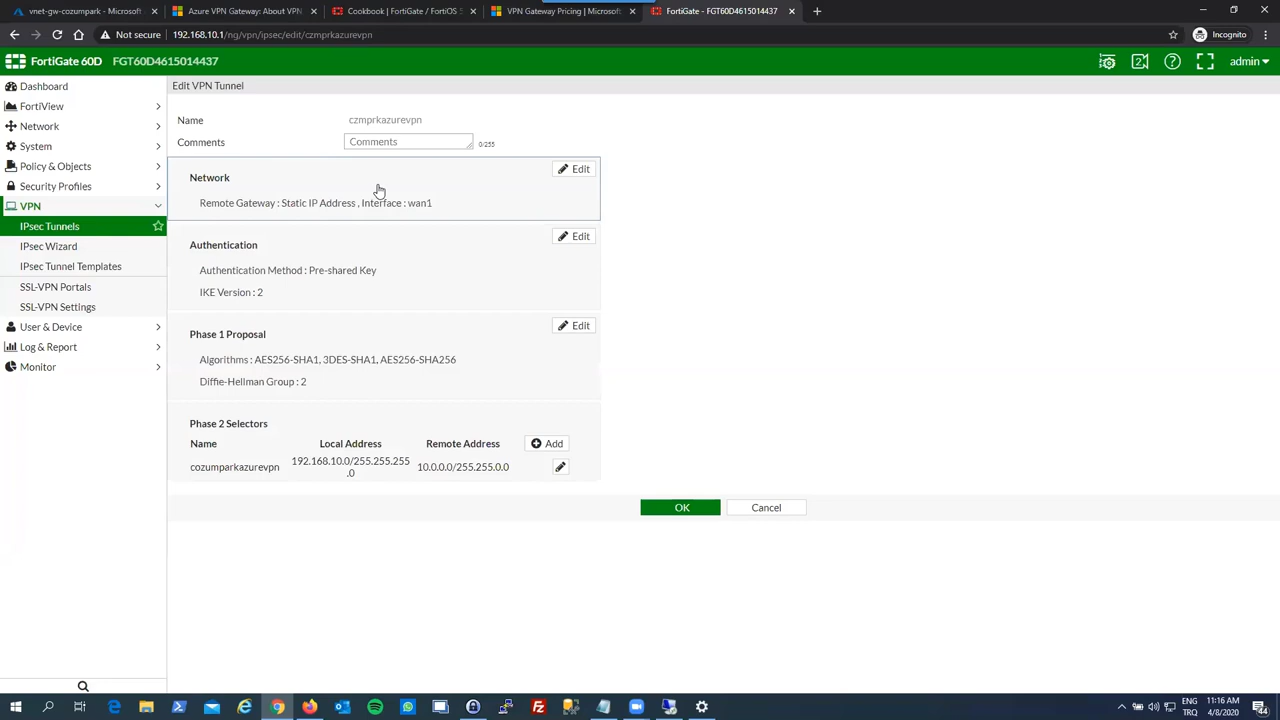 vnet-gw-cozumpark - Microsoft
Azure VPN Gateway: About VPN
Cookbook | FortiGate / FortiOS
VPN Gateway Pricing | Microsoft
FortiGate - FGT60D4615014437
Not secure | 192.168.10.1/ng/vpn/ipsec/edit/czmprkazurevpn
Incognito
FortiGate 60D FGT60D4615014437
admin
Dashboard
FortiView
Network
System
Policy & Objects
Security Profiles
VPN
IPsec Tunnels
IPsec Wizard
IPsec Tunnel Templates
SSL-VPN Portals
SSL-VPN Settings
User & Device
Log & Report
Monitor
Edit VPN Tunnel
Name czmprkazurevpn
Comments Comments 0/255
Network Edit
Remote Gateway : Static IP Address , Interface : wan1
Authentication Edit
Authentication Method : Pre-shared Key
IKE Version : 2
Phase 1 Proposal Edit
Algorithms : AES256-SHA1, 3DES-SHA1, AES256-SHA256
Diffie-Hellman Group : 2
Phase 2 Selectors
Name Local Address Remote Address Add
cozumparkazurevpn 192.168.10.0/255.255.255
.0 10.0.0.0/255.255.0.0
OK Cancel
ENG 11:16 AM
TRQ 4/8/2020
44